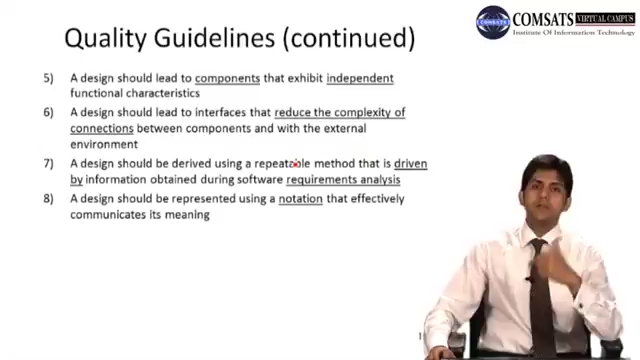 COMSATS
VIRTUAL CAMPUS
Institute Of Information Technology
Quality Guidelines (continued)
5) A design should lead to components that exhibit independent
functional characteristics
6) A design should lead to interfaces that reduce the complexity of
connections between components and with the external
environment
7) A design should be derived using a repeatable method that is driven
by information obtained during software requirements analysis
8) A design should be represented using a notation that effectively
communicates its meaning